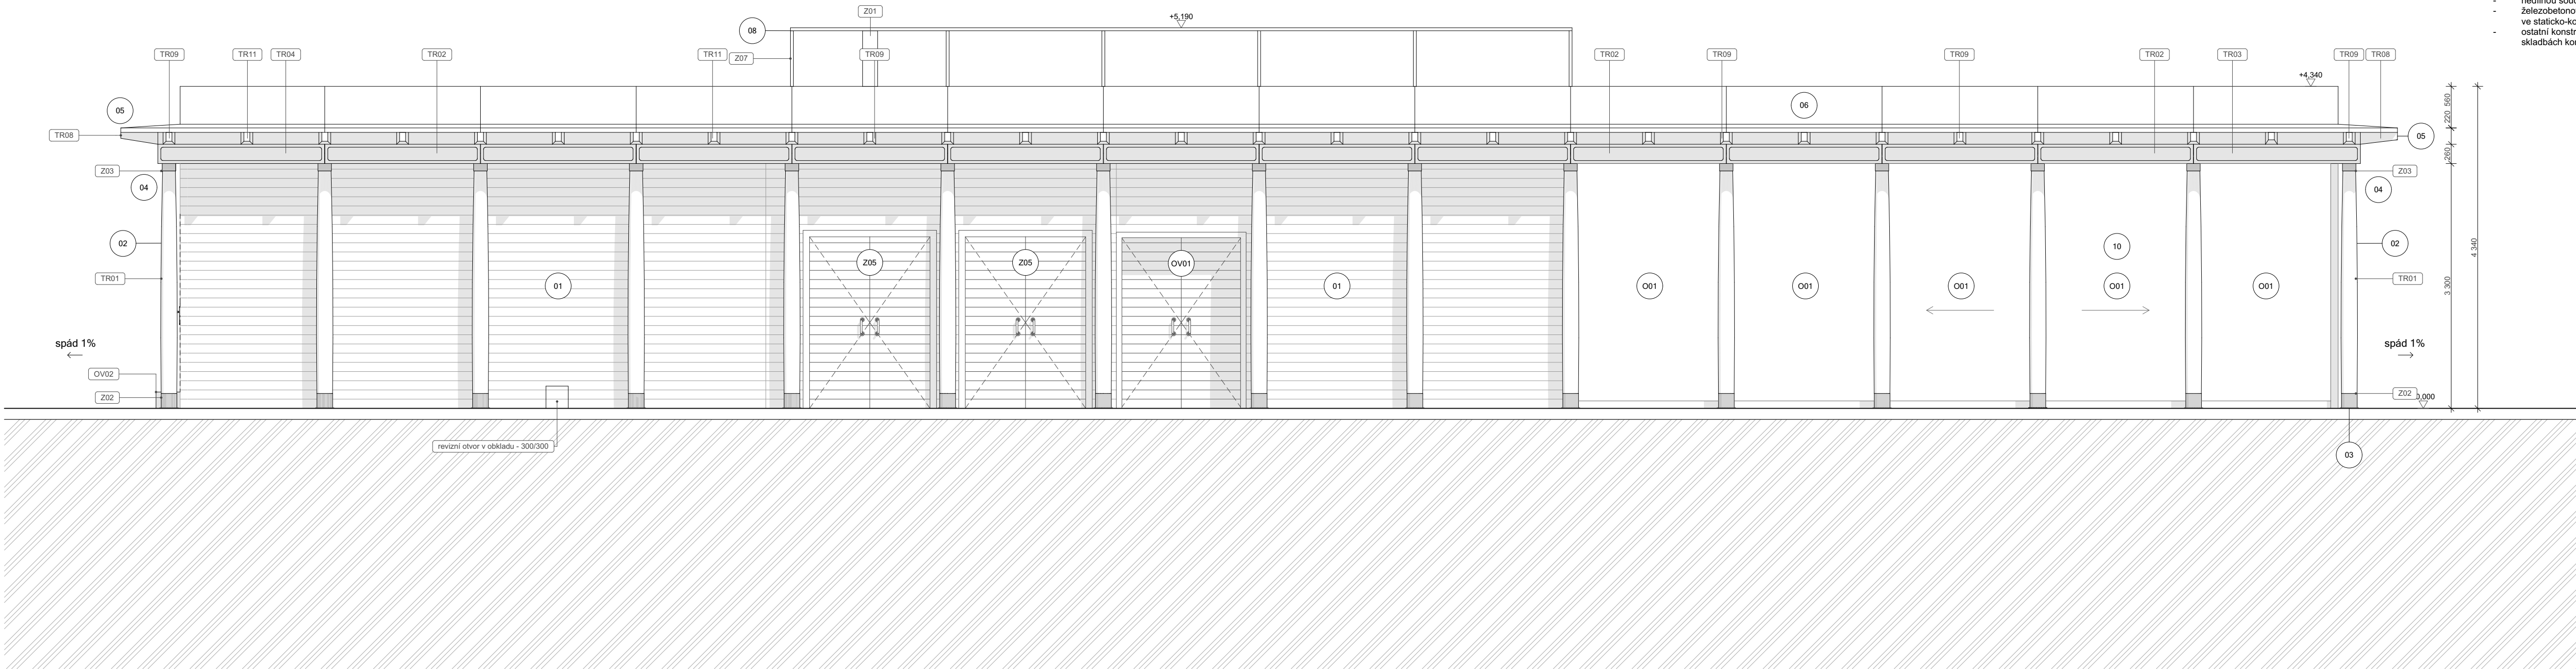 Z01
+5,190
08
Z07
TR09
TR11
TR04
TR02
TR11
TR09
TR02
TR09
TR09
TR02
TR03
TR09
TR08
+4,340
železobetono
ve staticko-ko
ostatní konstr
skladbách kon
05
TR08
06
05
560
220
260
4 340
3 300
Z03
04
02
TR01
Z03
04
02
TR01
10
Z05
Z05
OV01
01
01
O01
O01
O01
O01
O01
spád 1%
spád 1%
OV02
Z02
Z02
0,000
revizní otvor v obkladu - 300/300
03